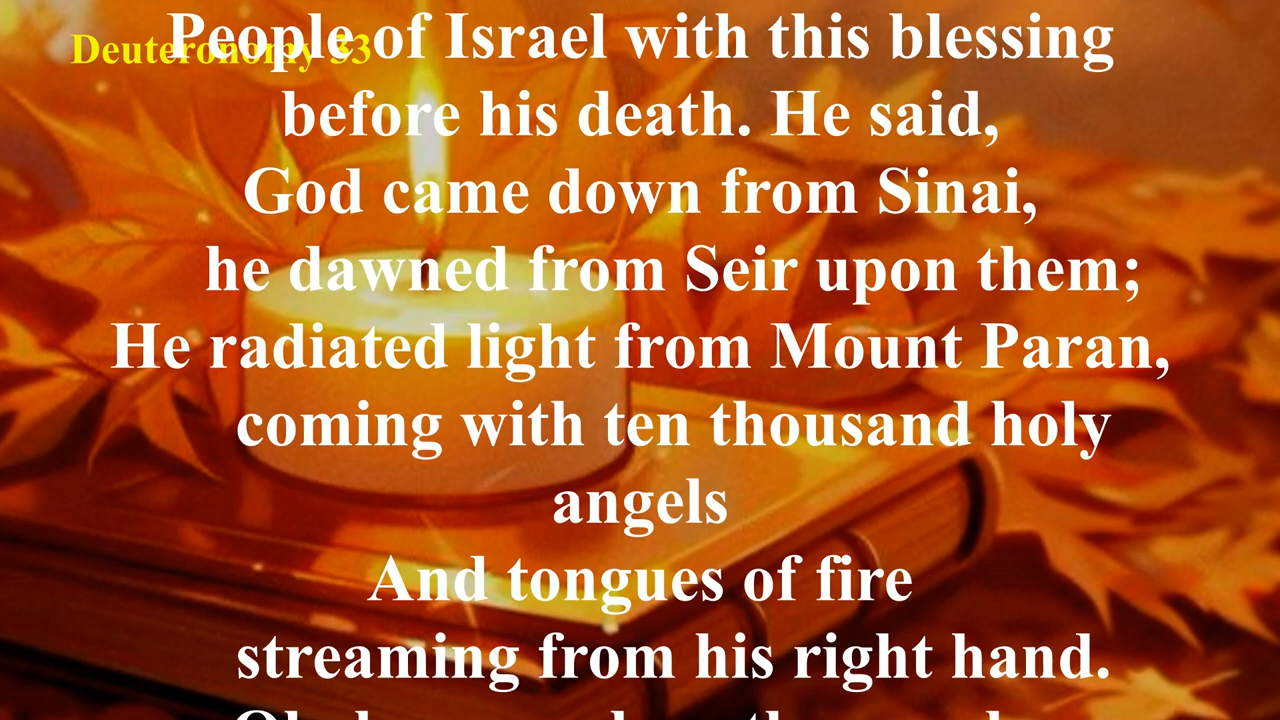 Deuteronomy 33
People of Israel with this blessing
before his death. He said,
God came down from Sinai,
he dawned from Seir upon them;
He radiated light from Mount Paran,
coming with ten thousand holy
angels
And tongues of fire
streaming from his right hand.